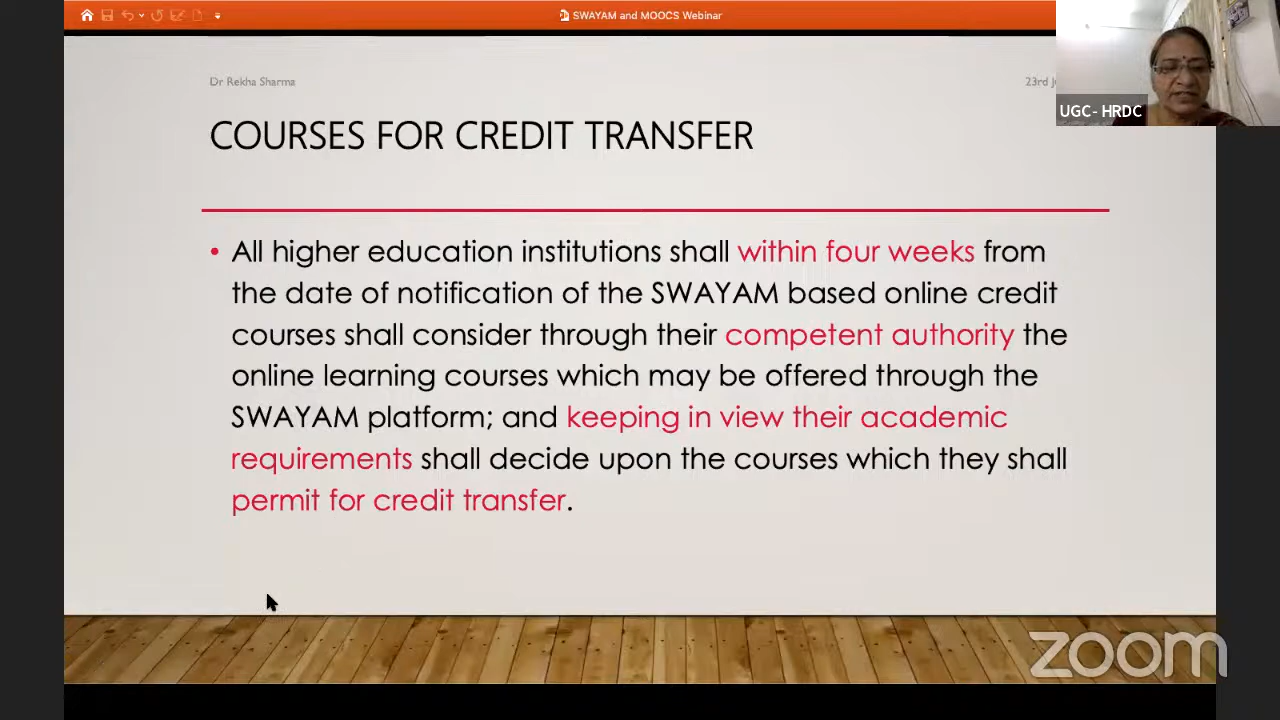 SWAYAM and MOOCS Webinar
Dr Rekha Sharma
23rd
UGC- HRDC
COURSES FOR CREDIT TRANSFER
• All higher education institutions shall within four weeks from
the date of notification of the SWAYAM based online credit
courses shall consider through their competent authority the
online learning courses which may be offered through the
SWAYAM platform; and keeping in view their academic
requirements shall decide upon the courses which they shall
permit for credit transfer.
zoom